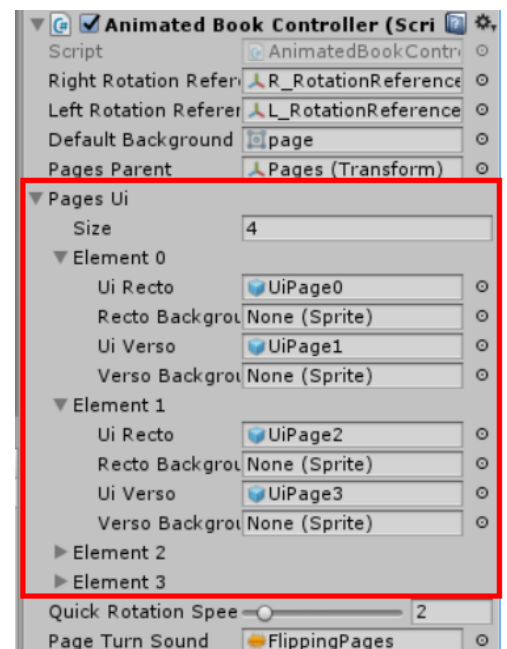 Animated Book Controller (Scri
Script AnimatedBookContr
Right Rotation Refer R_RotationReference
Left Rotation Referer L_RotationReference
Default Background page
Pages Parent Pages (Transform)
Pages Ui
Size 4
Element 0
Ui Recto UiPage0
Recto Backgrou None (Sprite)
Ui Verso UiPage1
Verso Backgrou None (Sprite)
Element 1
Ui Recto UiPage2
Recto Backgrou None (Sprite)
Ui Verso UiPage3
Verso Backgrou None (Sprite)
Element 2
Element 3
Quick Rotation Spee 2
Page Turn Sound FlippingPages